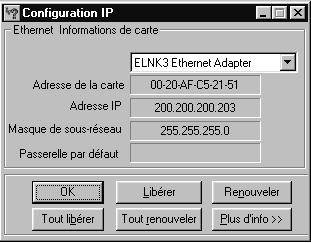 Configuration IP
Ethernet Informations de carte
ELNK3 Ethernet Adapter
Adresse de la carte 00-20-AF-C5-21-51
Adresse IP 200.200.200.203
Masque de sous-réseau 255.255.255.0
Passerelle par défaut
OK Libérer Renouveler
Tout libérer Tout renouveler Plus d'info >>